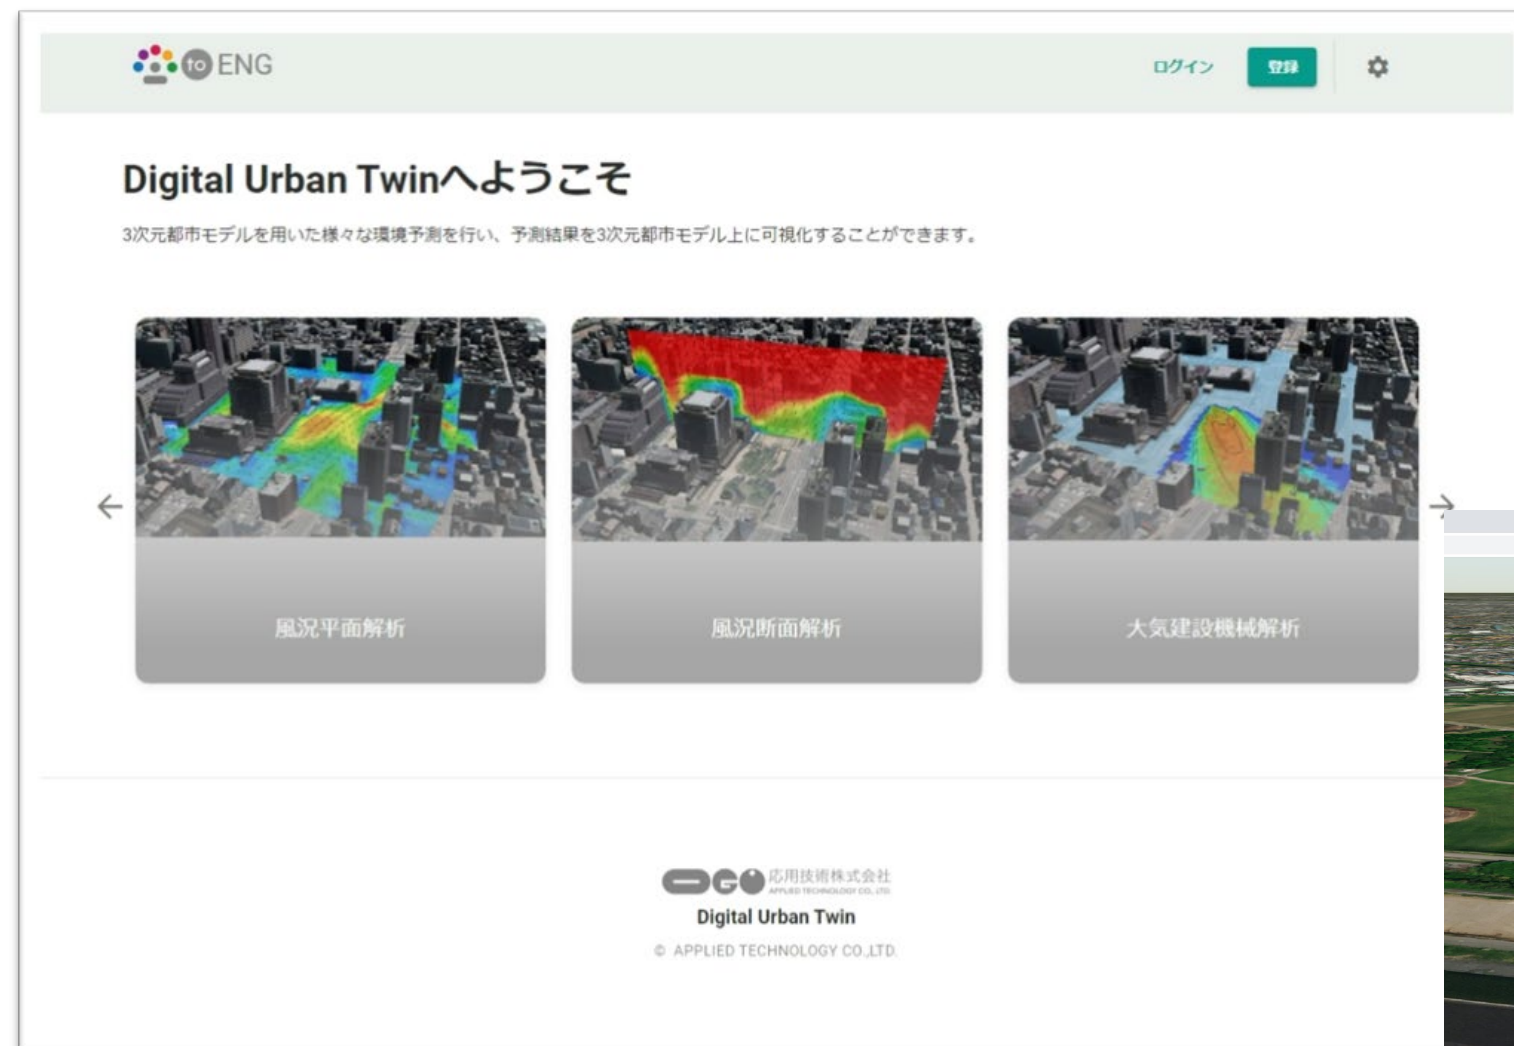 to ENG
ログイン
登録
Digital Urban Twinへようこそ
3次元都市モデルを用いた様々な環境予測を行い、予測結果を3次元都市モデル上に可視化することができます。
風況平面解析
風況断面解析
大気建設機械解析
応用技術株式会社
APPLIED TECHNOLOGY CO., LTD.
Digital Urban Twin
© APPLIED TECHNOLOGY CO.,LTD.